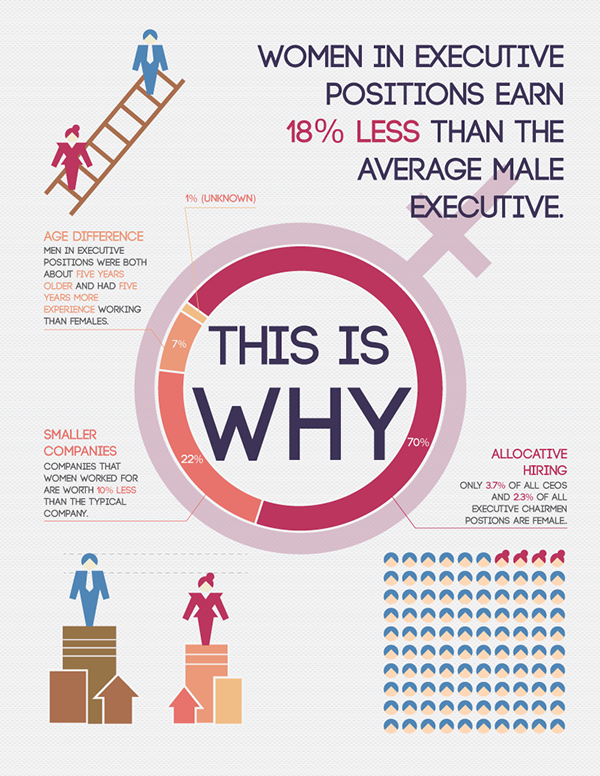 WOMEN IN EXECUTIVE
POSITIONS EARN
18% LESS THAN THE
AVERAGE MALE
EXECUTIVE.
1% (UNKNOWN)
AGE DIFFERENCE
MEN IN EXECUTIVE
POSITIONS WERE BOTH
ABOUT FIVE YEARS
OLDER AND HAD FIVE
YEARS MORE
EXPERIENCE WORKING
THAN FEMALES.
7%
THIS IS
WHY
22%
70%
SMALLER
COMPANIES
COMPANIES THAT
WOMEN WORKED FOR
ARE WORTH 10% LESS
THAN THE TYPICAL
COMPANY.
ALLOCATIVE
HIRING
ONLY 3.7% OF ALL CEOS
AND 2.3% OF ALL
EXECUTIVE CHAIRMEN
POSTIONS ARE FEMALE.